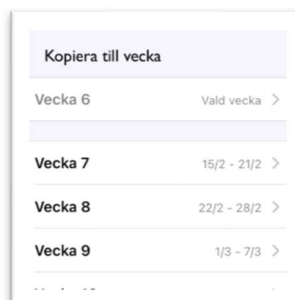 Kopiera till vecka
Vecka 6 Vald vecka
Vecka 7 15/2 - 21/2
Vecka 8 22/2 - 28/2
Vecka 9 1/3 - 7/3